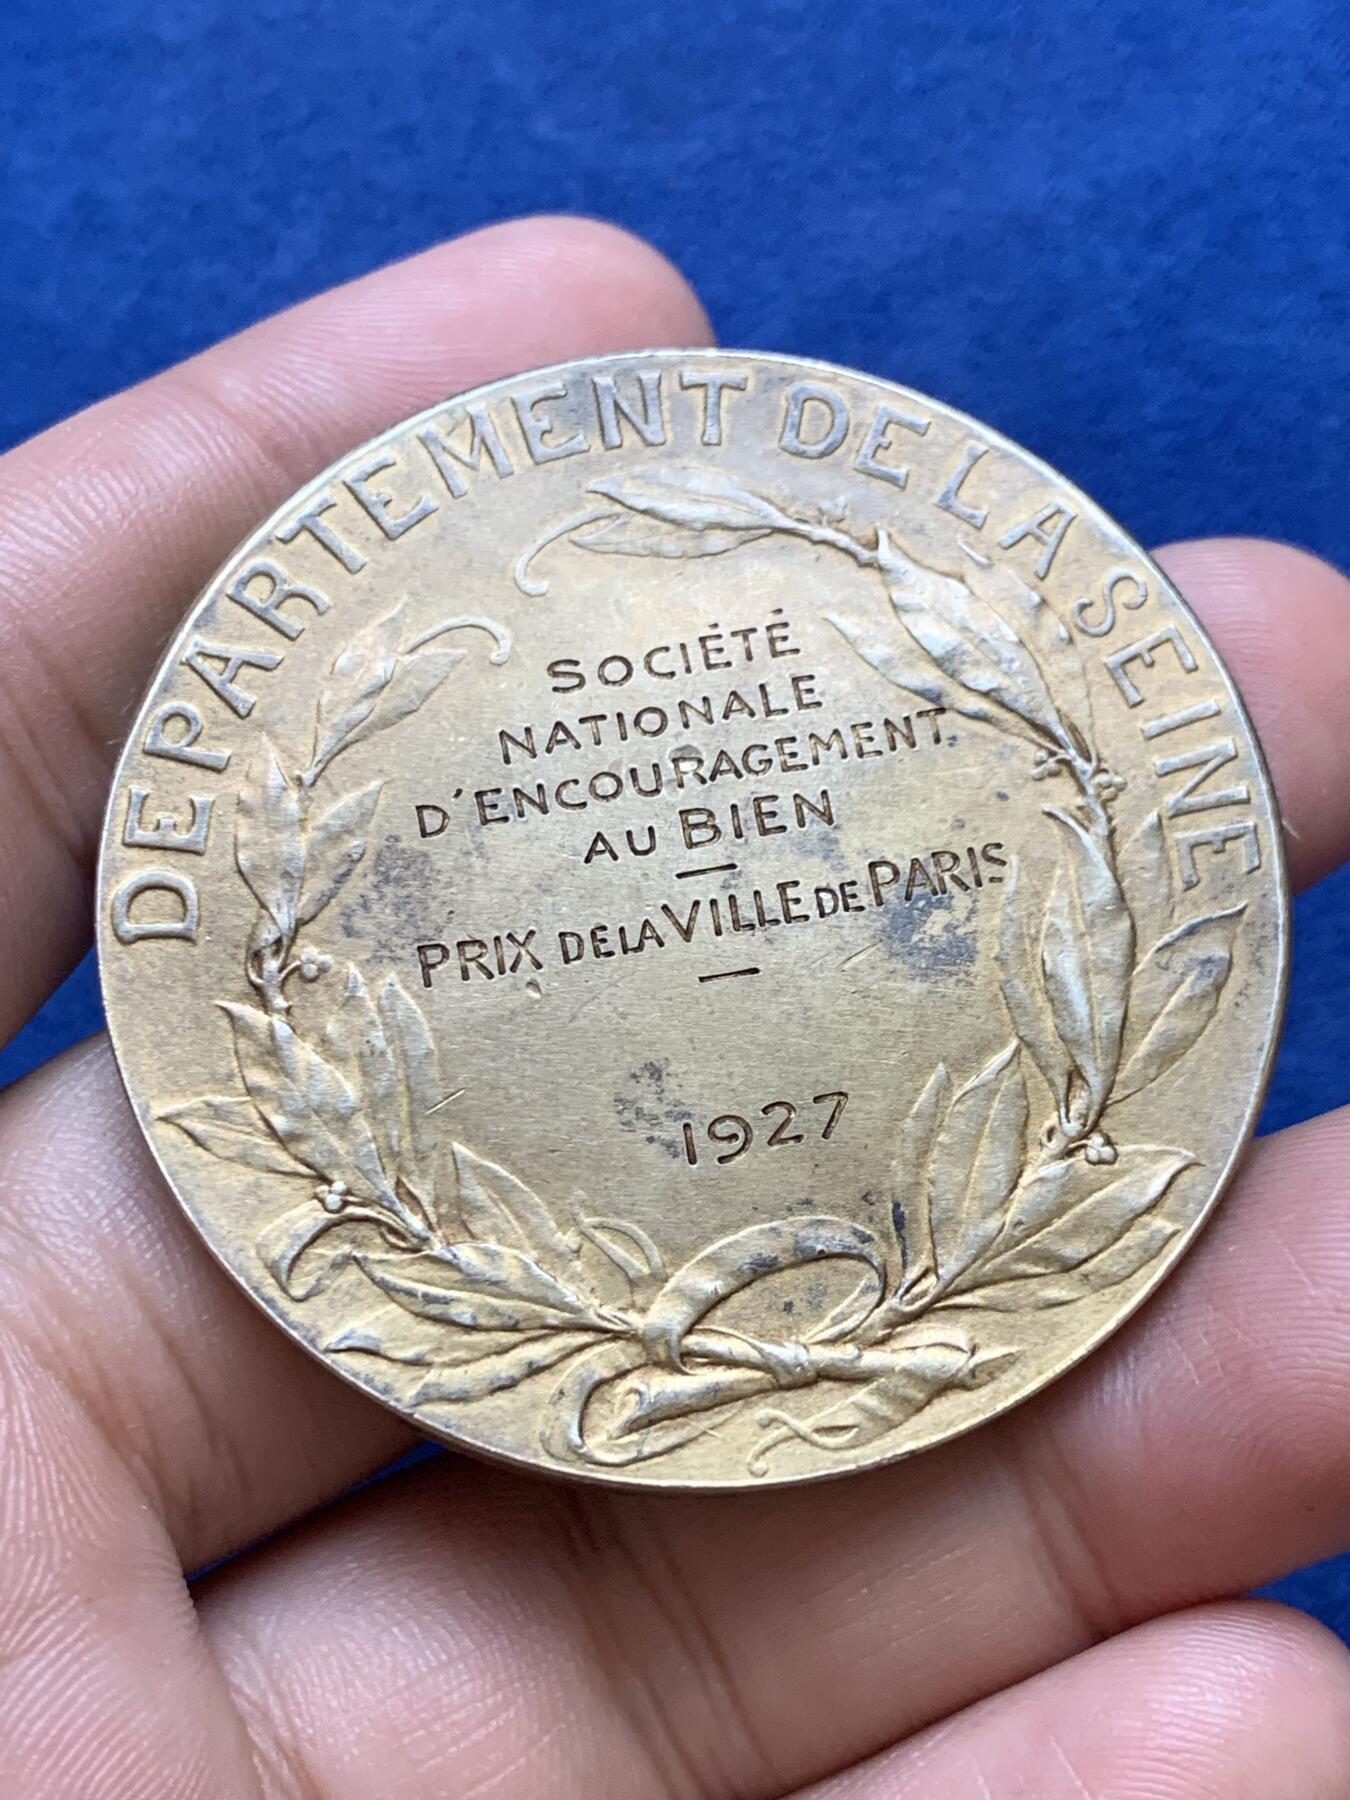 DEPARTEMENT DE LA SEINE
SOCIÉTÉ
NATIONALE
D'ENCOURAGEMENT
AU BIEN
PRIX DE LA VILLE DE PARIS
1927